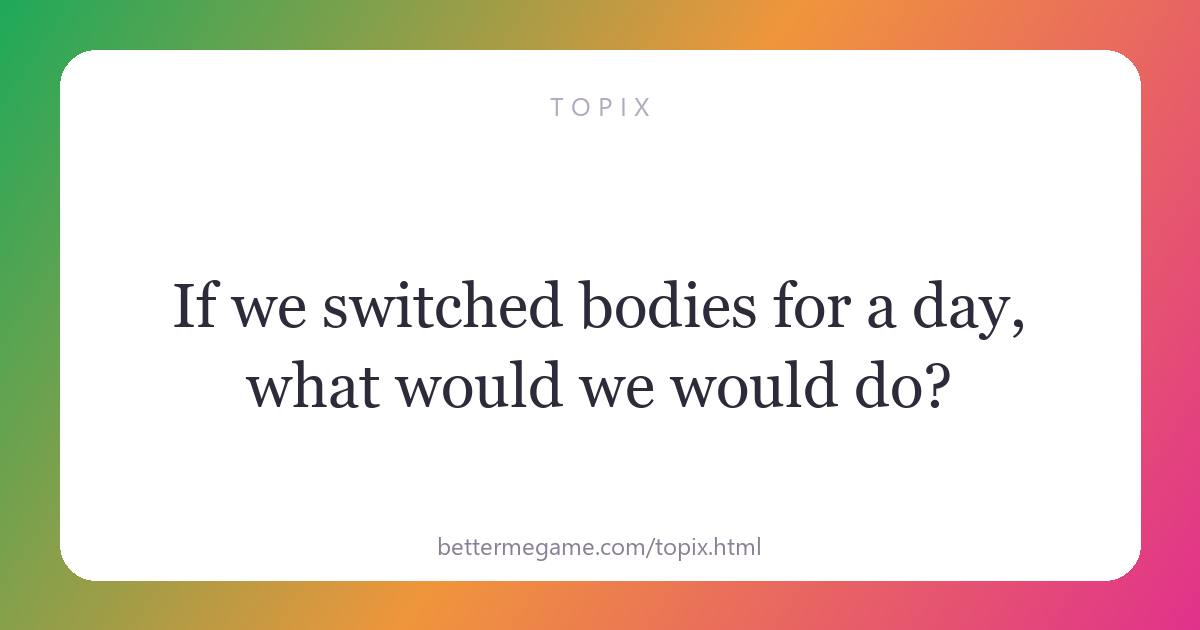 TOPIX
If we switched bodies for a day,
what would we would do?
bettermegame.com/topix.html